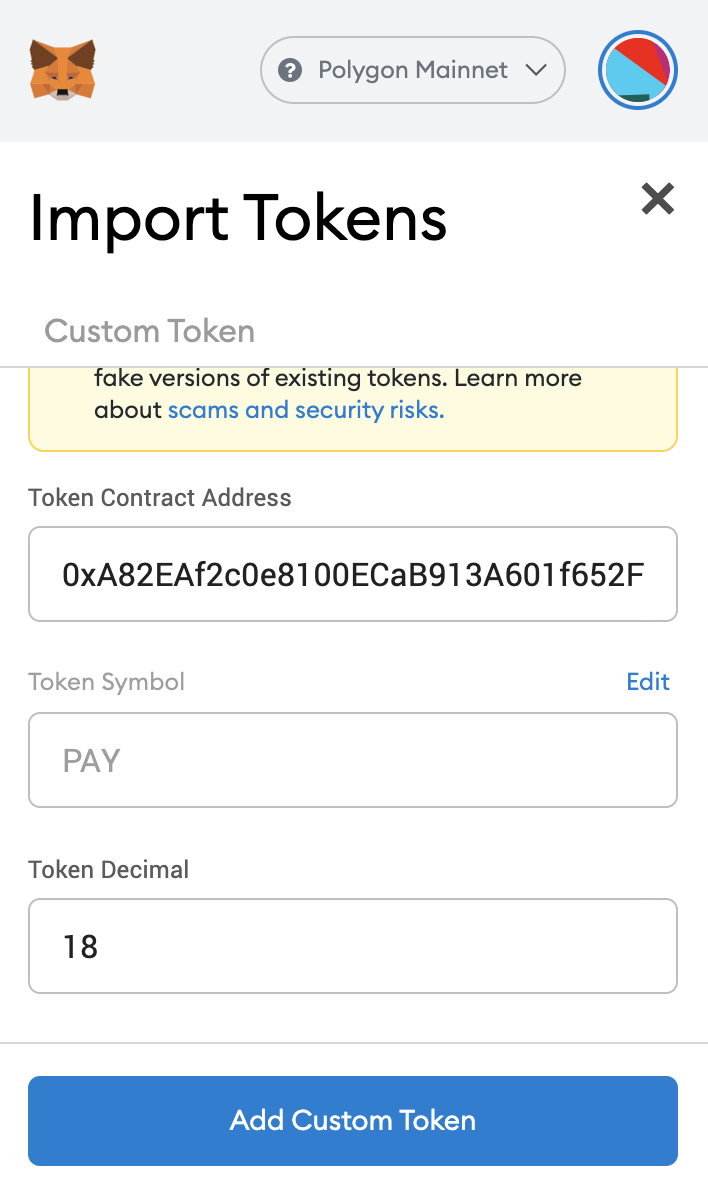 ? Polygon Mainnet
Import Tokens
Custom Token
fake versions of existing tokens. Learn more
about scams and security risks.
Token Contract Address
0xA82EAf2c0e8100ECaB913A601f652F
Token Symbol Edit
PAY
Token Decimal
18
Add Custom Token